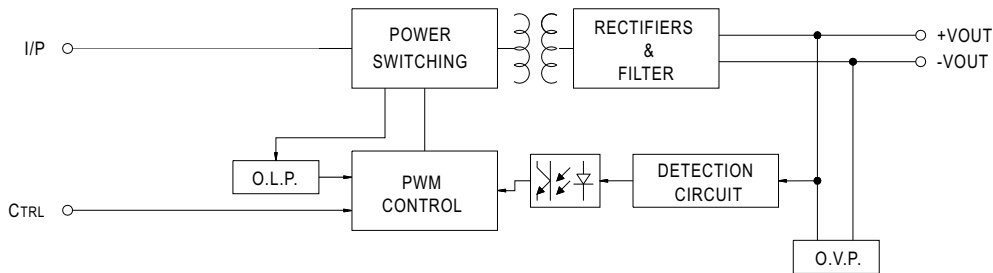 I/P
POWER
SWITCHING
RECTIFIERS
&
FILTER
+VOUT
-VOUT
O.L.P.
PWM
CONTROL
DETECTION
CIRCUIT
CTRL
O.V.P.